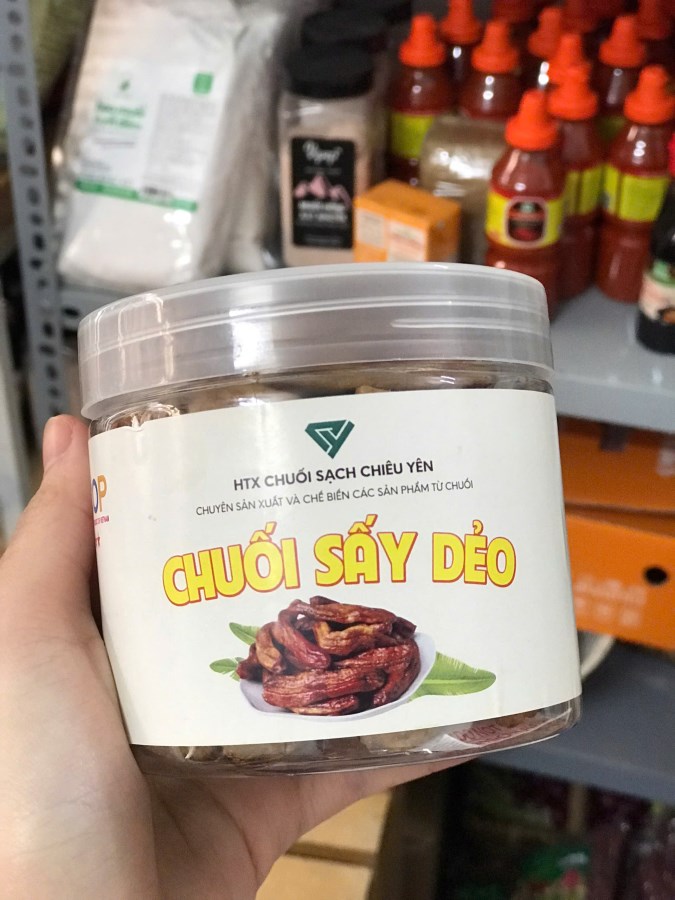 OP
HTX CHUỐI SẠCH CHIÊU YÊN
CHUYÊN SẢN XUẤT VÀ CHẾ BIẾN CÁC SẢN PHẨM TỪ CHUỐI
CHUỐI SẤY DẺO